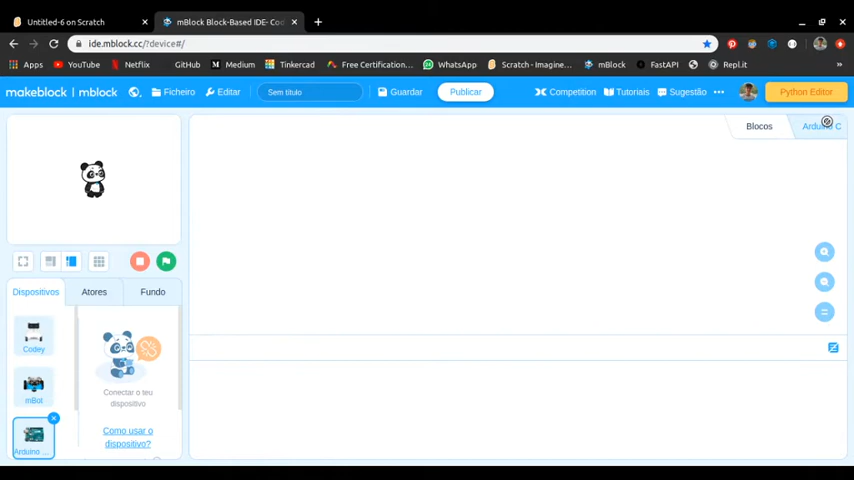 Untitled-6 on Scratch
mBlock Block-Based IDE- Co
ide.mblock.cc/?device#/
Apps YouTube Netflix GitHub Medium Tinkercad Free Certification... WhatsApp Scratch - Imagine... mBlock FastAPI Repl.it »
makeblock | mblock Ficheiro Editar Sem título Guardar Publicar Competition Tutoriais Sugestão Python Editor
Blocos Arduino C
Dispositivos Atores Fundo
Codey
mBot
Arduino ...
Conectar o teu
dispositivo
Como usar o
dispositivo?